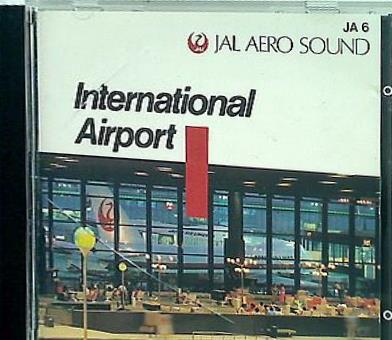 JA 6
JAL AERO SOUND
International
Airport